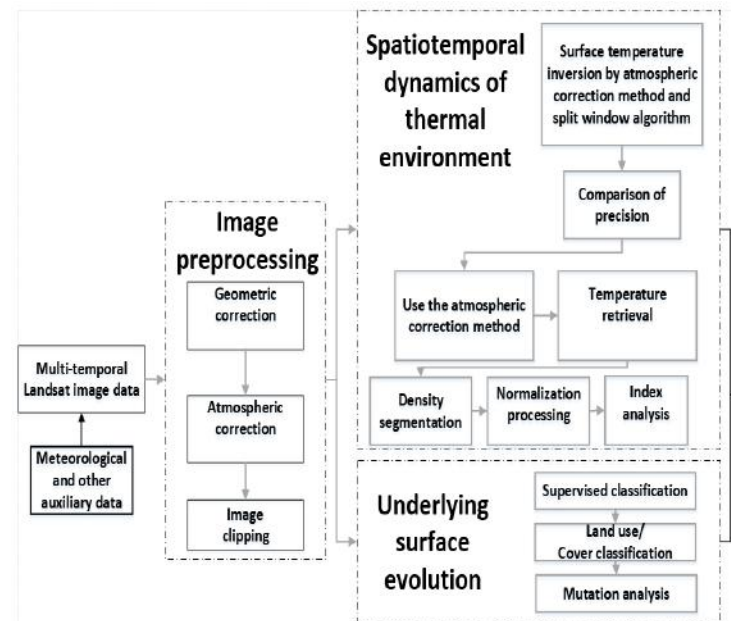 Multi-temporal
Landsat image data
Meteorological
and other
auxiliary data
Image
preprocessing
Geometric
correction
Atmospheric
correction
Image
clipping
Spatiotemporal
dynamics of
thermal
environment
Surface temperature
inversion by atmospheric
correction method and
split window algorithm
Comparison of
precision
Use the atmospheric
correction method
Temperature
retrieval
Density
segmentation
Normalization
processing
Index
analysis
Underlying
surface
evolution
Supervised classification
Land use/
Cover classification
Mutation analysis